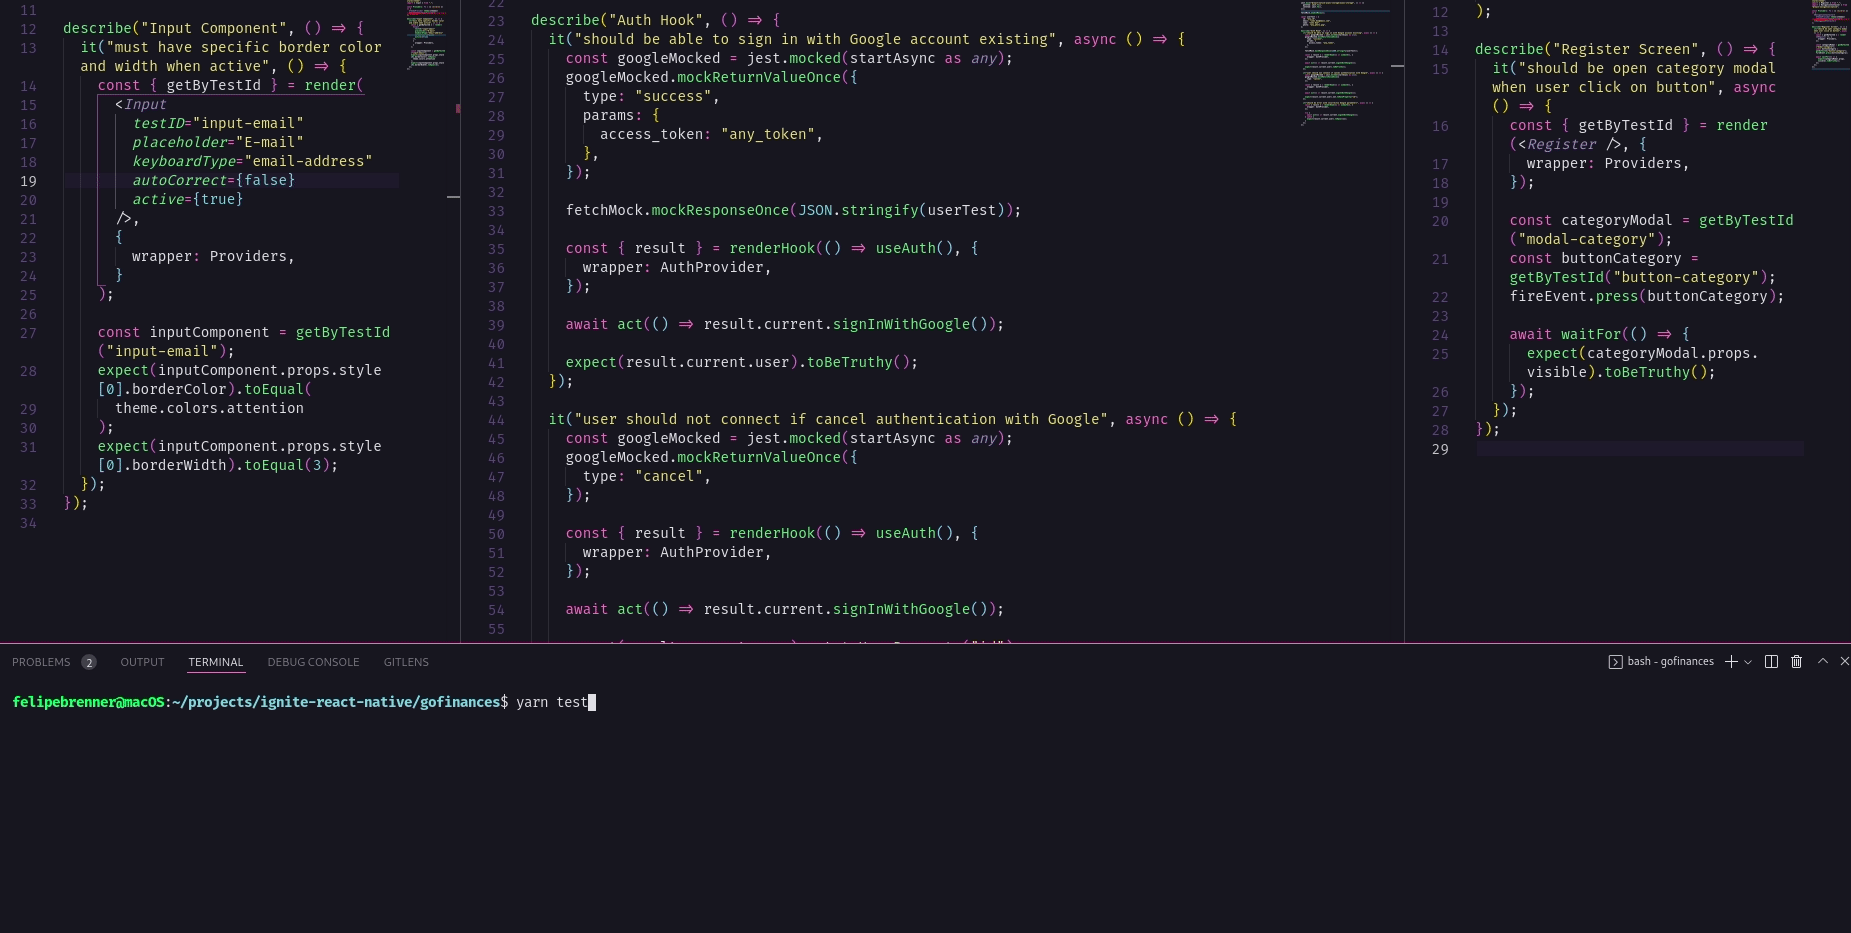 11
12 describe("Input Component", () => {
13 it("must have specific border color
and width when active", () => {
14 const { getByTestId } = render(
15 <Input
16 testID="input-email"
17 placeholder="E-mail"
18 keyboardType="email-address"
19 autoCorrect={false}
20 active={true}
21 />,
22 {
23 wrapper: Providers,
24 }
25 );
26
27 const inputComponent = getByTestId
("input-email");
28 expect(inputComponent.props.style
[0].borderColor).toEqual(
29 theme.colors.attention
30 );
31 expect(inputComponent.props.style
[0].borderWidth).toEqual(3);
32 });
33 });
34
22
23 describe("Auth Hook", () => {
24 it("should be able to sign in with Google account existing", async () => {
25 const googleMocked = jest.mocked(startAsync as any);
26 googleMocked.mockReturnValueOnce({
27 type: "success",
28 params: {
29 access_token: "any_token",
30 },
31 });
32
33 fetchMock.mockResponseOnce(JSON.stringify(userTest));
34
35 const { result } = renderHook(() => useAuth(), {
36 wrapper: AuthProvider,
37 });
38
39 await act(() => result.current.signInWithGoogle());
40
41 expect(result.current.user).toBeTruthy();
42 });
43
44 it("user should not connect if cancel authentication with Google", async () => {
45 const googleMocked = jest.mocked(startAsync as any);
46 googleMocked.mockReturnValueOnce({
47 type: "cancel",
48 });
49
50 const { result } = renderHook(() => useAuth(), {
51 wrapper: AuthProvider,
52 });
53
54 await act(() => result.current.signInWithGoogle());
55
12 );
13
14 describe("Register Screen", () => {
15 it("should be open category modal
when user click on button", async
() => {
16 const { getByTestId } = render
(<Register />, {
17 wrapper: Providers,
18 });
19
20 const categoryModal = getByTestId
("modal-category");
21 const buttonCategory =
getByTestId("button-category");
22 fireEvent.press(buttonCategory);
23
24 await waitFor(() => {
25 expect(categoryModal.props.
visible).toBeTruthy();
26 });
27 });
28 });
29
PROBLEMS 2 OUTPUT TERMINAL DEBUG CONSOLE GITLENS
bash - gofinances
felipebrenner@macOS:~/projects/ignite-react-native/gofinances$ yarn test